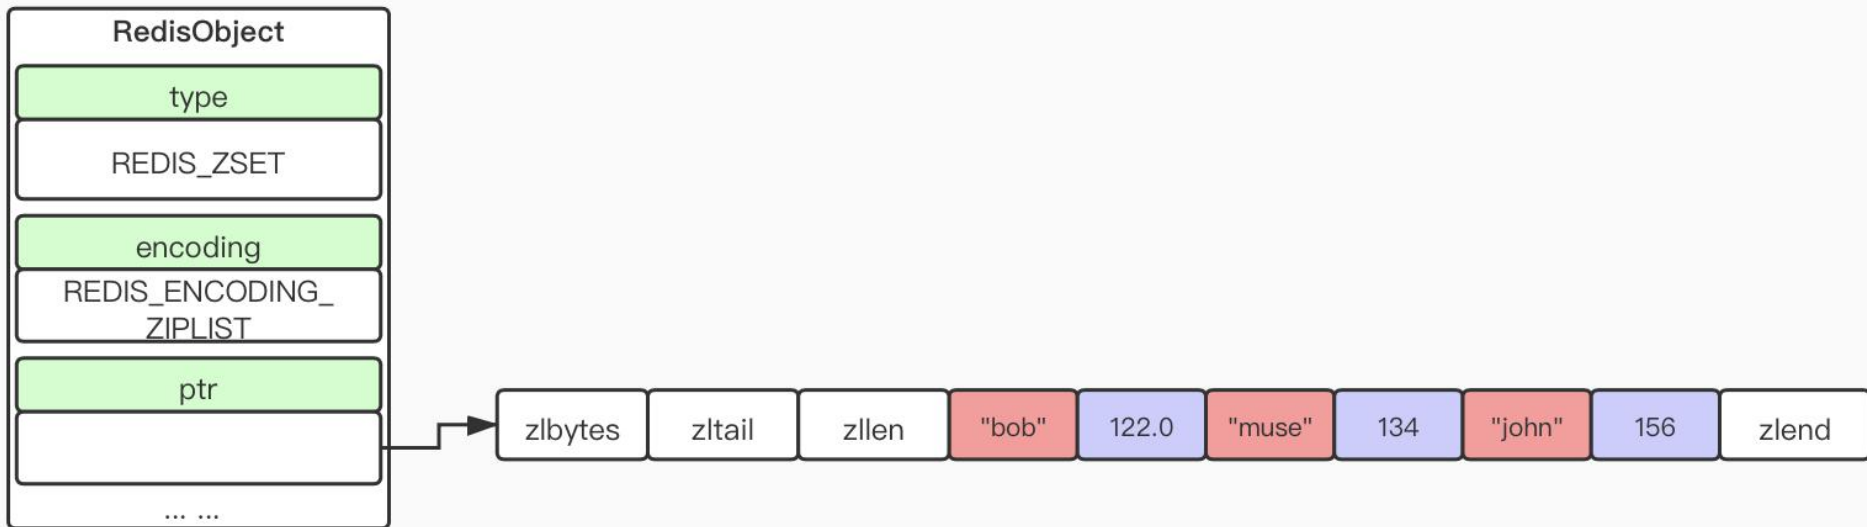 RedisObject
type
REDIS_ZSET
encoding
REDIS_ENCODING_
ZIPLIST
ptr
zlbytes zltail zllen "bob" 122.0 "muse" 134 "john" 156 zlend
... ...